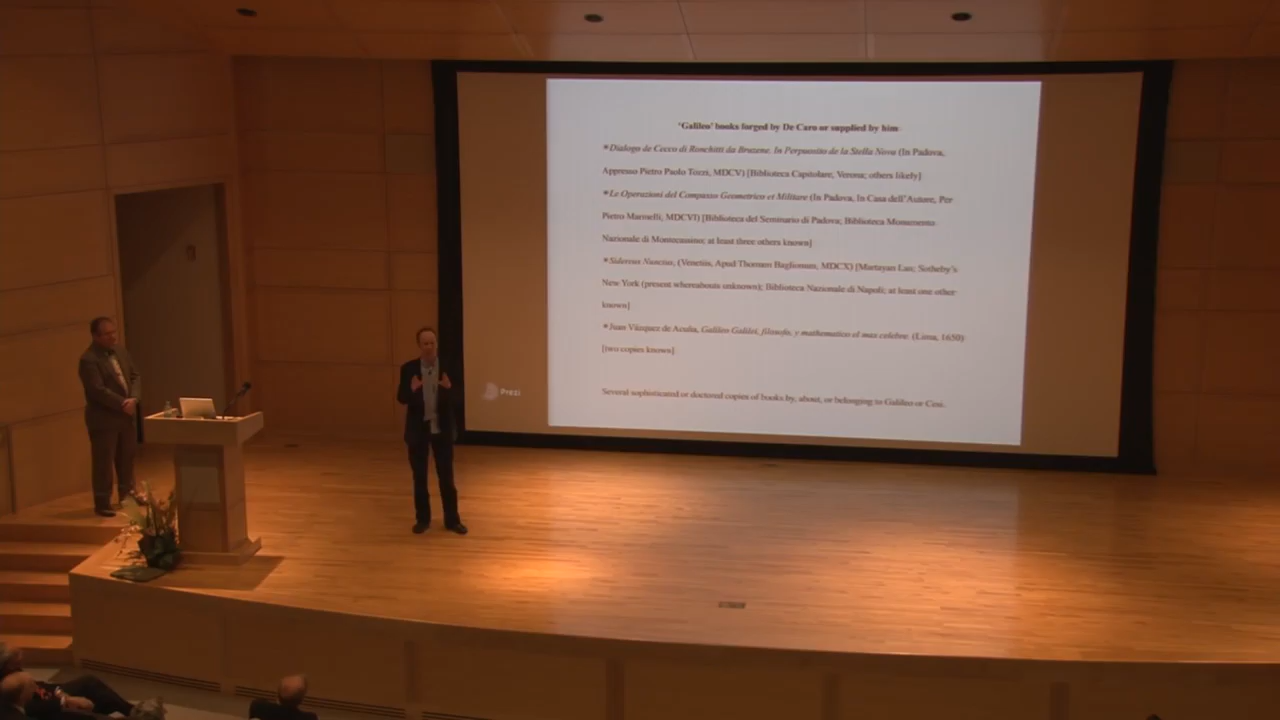 'Galileo' books forged by De Caro or supplied by him
*Dialogo de Cecco di Ronchitti da Bruzene. In Perpuosito de la Stella Nova (In Padova,
Appresso Pietro Paolo Tozzi, MDCV) [Biblioteca Capitolare, Verona; others likely]
*Le Operazioni del Compasso Geometrico et Militare (In Padova, In Casa dell'Autore, Per
Pietro Marinelli, MDCVI) [Biblioteca del Seminario di Padova; Biblioteca Monumento
Nazionale di Montecassino; at least three others known]
*Sidereus Nuncius, (Venetiis, Apud Thomam Baglionum, MDCX) [Martayan Lan; Sotheby's
New York (present whereabouts unknown); Biblioteca Nazionale di Napoli; at least one other
known]
*Juan Vázquez de Acuña, Galileo Galilei, filosofo, y mathematico el mas celebre (Lima, 1650)
[two copies known]
Several sophisticated or doctored copies of books by, about, or belonging to Galileo or Cesi.
Prezi